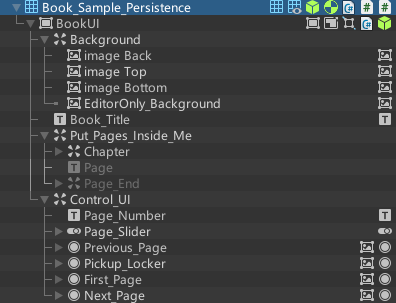 Book_Sample_Persistence
BookUI
Background
image Back
image Top
image Bottom
EditorOnly_Background
Book_Title
Put_Pages_Inside_Me
Chapter
Page
Page_End
Control_UI
Page_Number
Page_Slider
Previous_Page
Pickup_Locker
First_Page
Next_Page